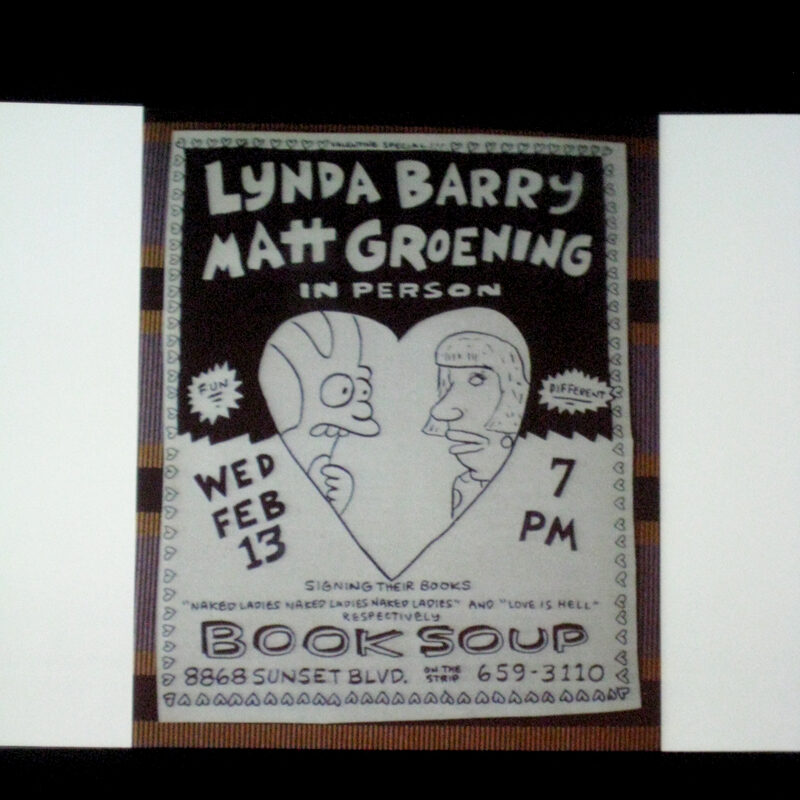 VALENTINE SPECIAL
LYNDA BARRY
MATT GROENING
IN PERSON
FUN
DIFFERENT
WED
FEB
13
7
PM
SIGNING THEIR BOOKS
"NAKED LADIES NAKED LADIES NAKED LADIES" AND "LOVE IS HELL"
RESPECTIVELY
BOOK SOUP
8868 SUNSET BLVD. ON THE STRIP 659-3110